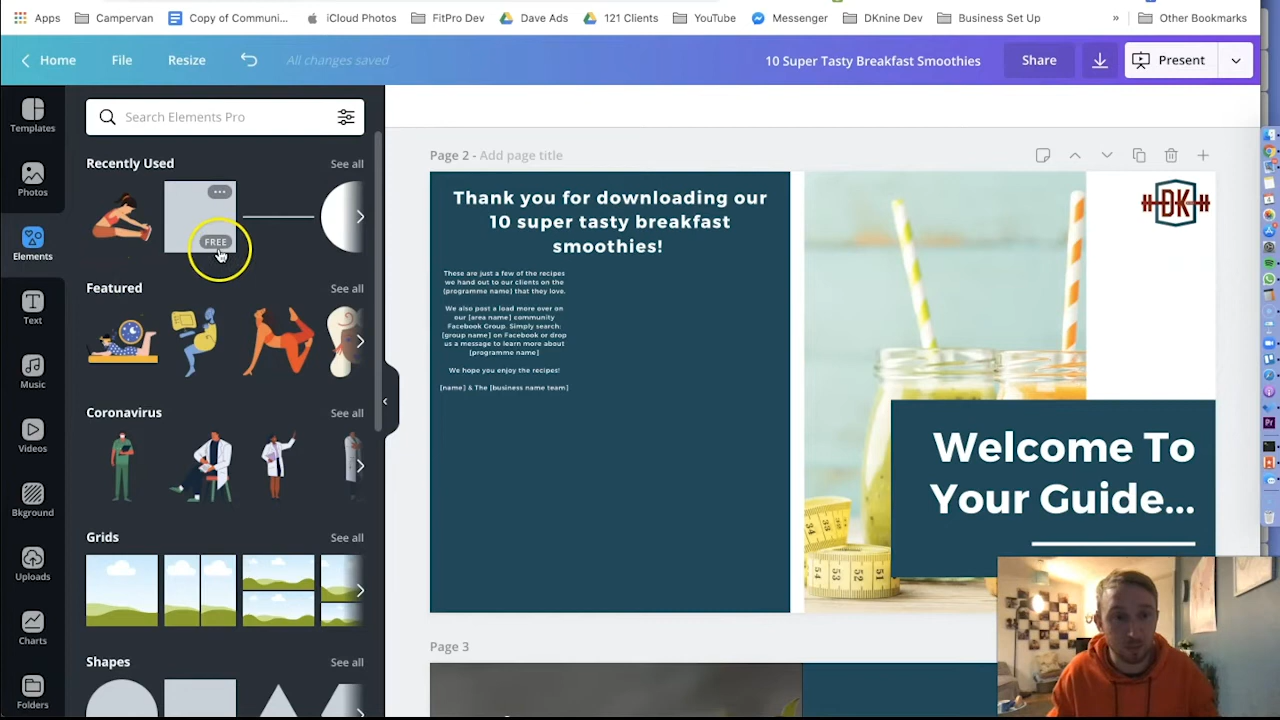 Apps
Campervan
Copy of Communi...
iCloud Photos
FitPro Dev
Dave Ads
121 Clients
YouTube
Messenger
DKnine Dev
Business Set Up
»
Other Bookmarks
Home
File
Resize
All changes saved
10 Super Tasty Breakfast Smoothies
Share
Present
Templates
Photos
Elements
Text
Music
Videos
Bkground
Uploads
Charts
Folders
Search Elements Pro
Recently Used
See all
FREE
Featured
See all
Coronavirus
See all
Grids
See all
Shapes
See all
Page 2 - Add page title
Thank you for downloading our
10 super tasty breakfast
smoothies!
These are just a few of the recipes
we hand out to our clients on the
[programme name] that they love.
We also post a load more over on
our [area name] community
Facebook Group. Simply search:
[group name] on Facebook or drop
us a message to learn more about
[programme name]
We hope you enjoy the recipes!
[name] & The [business name team]
DK
Welcome To
Your Guide...
54
53
52
51
Page 3